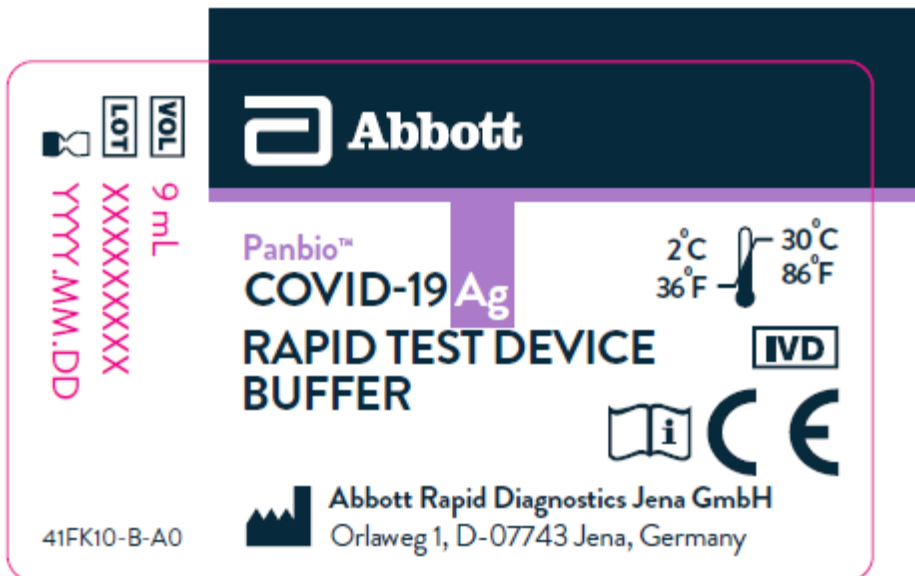 Abbott
VOL 9 mL
LOT XXXXXXXXX
YYYY.MM.DD
Panbio™
COVID-19 Ag
RAPID TEST DEVICE
BUFFER
2°C 30°C
36°F 86°F
IVD
i CE
Abbott Rapid Diagnostics Jena GmbH
Orlaweg 1, D-07743 Jena, Germany
41FK10-B-A0